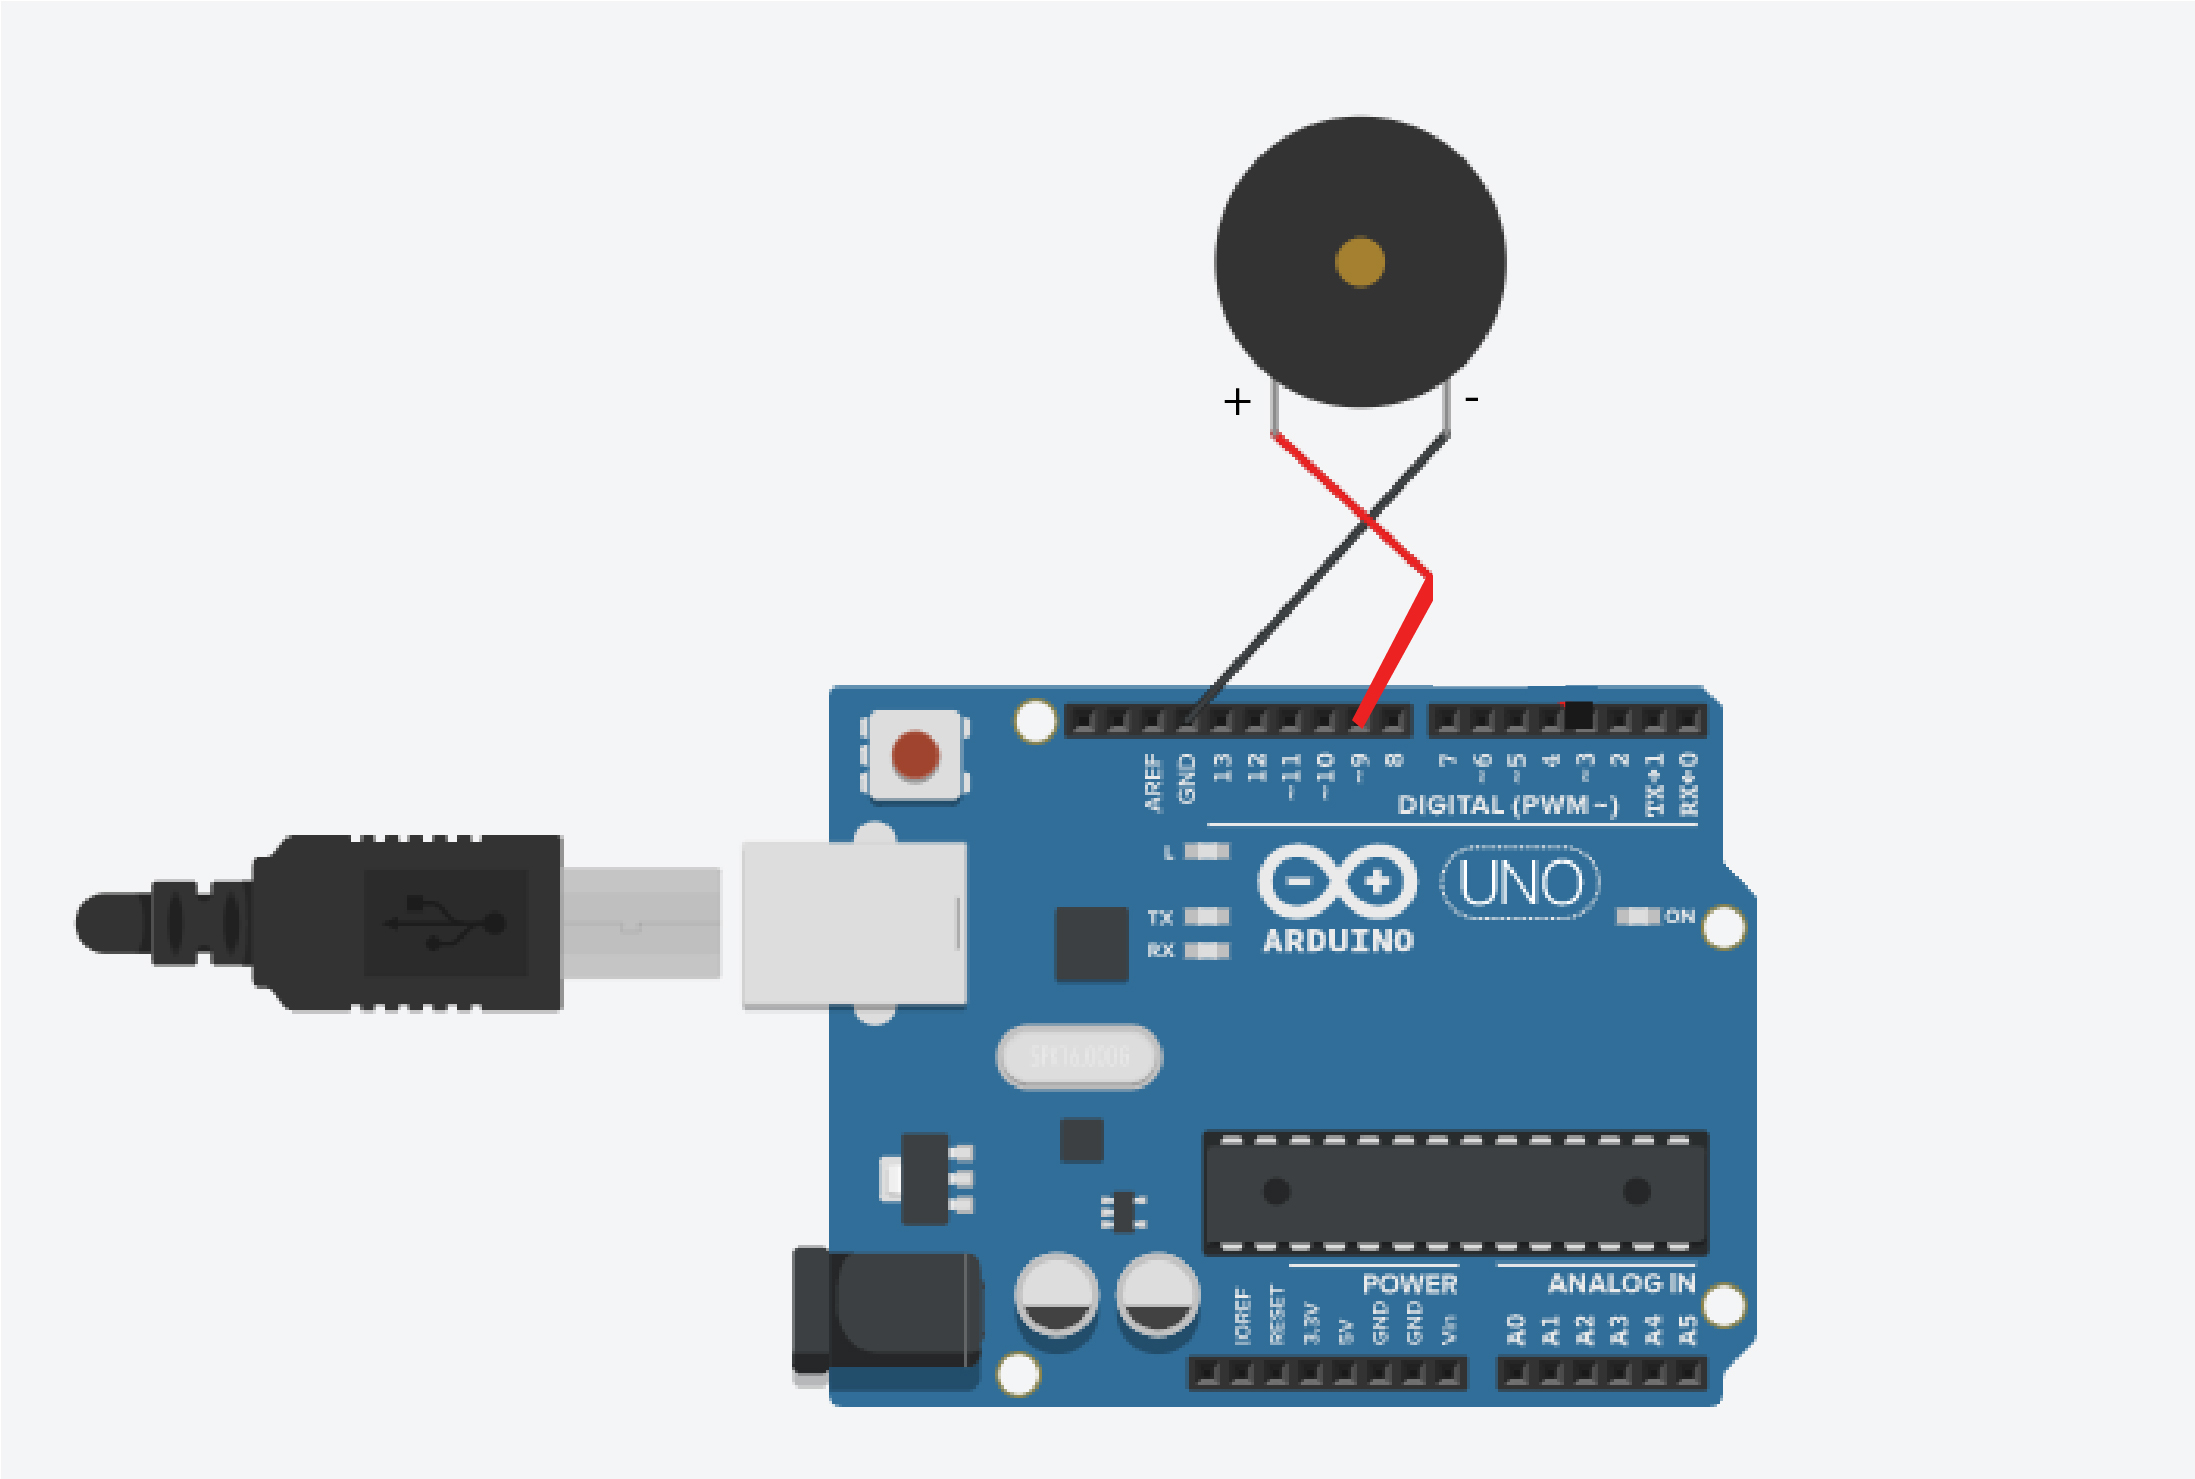 + -
AREF GND 13 12 ~11 ~10 ~9 8 7 ~6 ~5 4 ~3 2 TX→1 RX←0
DIGITAL (PWM ~)
L
TX
RX
ARDUINO
UNO
ON
POWER
ANALOG IN
IOREF RESET 3.3V 5V GND GND Vin A0 A1 A2 A3 A4 A5